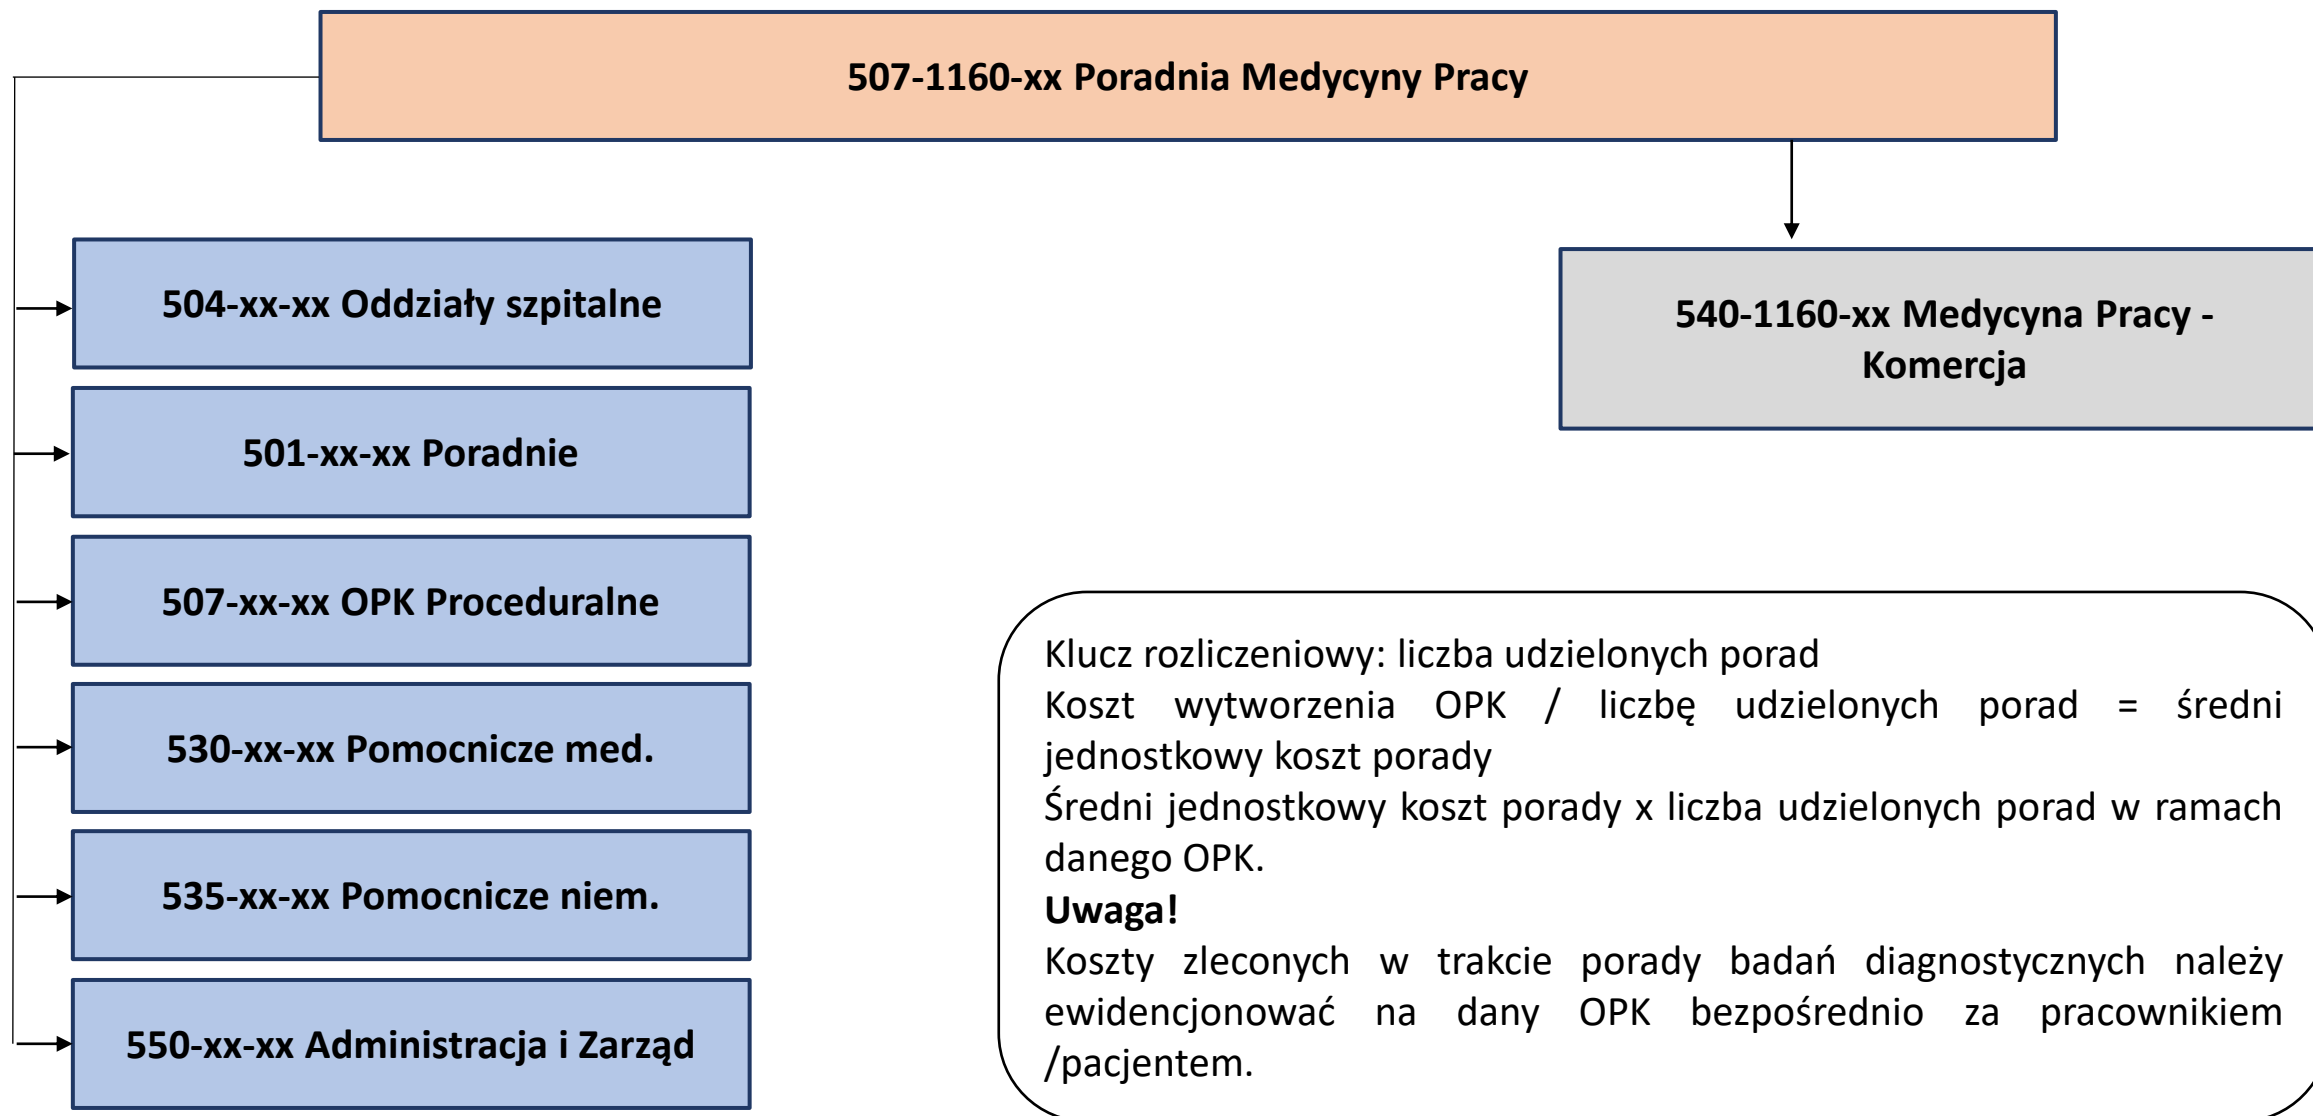 507-1160-xx Poradnia Medycyny Pracy
504-xx-xx Oddziały szpitalne
501-xx-xx Poradnie
507-xx-xx OPK Proceduralne
530-xx-xx Pomocnicze med.
535-xx-xx Pomocnicze niem.
550-xx-xx Administracja i Zarząd
540-1160-xx Medycyna Pracy -
Komercja
Klucz rozliczeniowy: liczba udzielonych porad
Koszt wytworzenia OPK / liczbę udzielonych porad = średni
jednostkowy koszt porady
Średni jednostkowy koszt porady x liczba udzielonych porad w ramach
danego OPK.
Uwaga!
Koszty zleconych w trakcie porady badań diagnostycznych należy
ewidencjonować na dany OPK bezpośrednio za pracownikiem
/pacjentem.